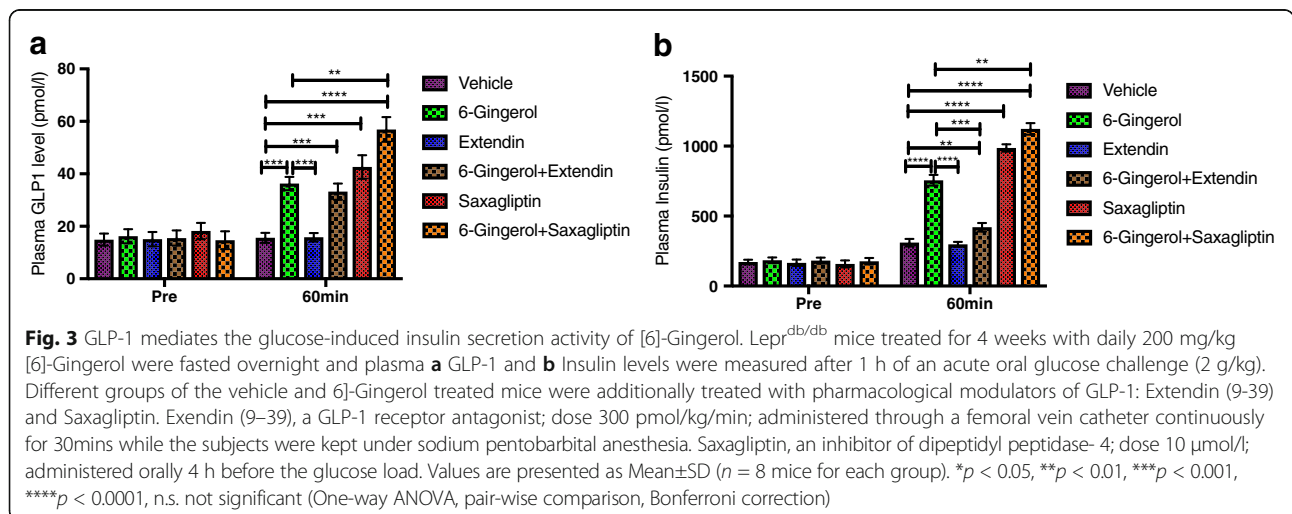 a
Plasma GLP1 level (pmol/l)
80
60
40
20
0
**
****
***
***
*** ***
Pre
60min
Vehicle
6-Gingerol
Extendin
6-Gingerol+Extendin
Saxagliptin
6-Gingerol+Saxagliptin
b
Plasma Insulin (pmol/l)
1500
1000
500
0
**
****
****
***
**
**** ****
Pre
60min
Vehicle
6-Gingerol
Extendin
6-Gingerol+Extendin
Saxagliptin
6-Gingerol+Saxagliptin
Fig. 3 GLP-1 mediates the glucose-induced insulin secretion activity of [6]-Gingerol. Lepr^db/db mice treated for 4 weeks with daily 200 mg/kg
[6]-Gingerol were fasted overnight and plasma a GLP-1 and b Insulin levels were measured after 1 h of an acute oral glucose challenge (2 g/kg).
Different groups of the vehicle and 6]-Gingerol treated mice were additionally treated with pharmacological modulators of GLP-1: Extendin (9-39)
and Saxagliptin. Exendin (9–39), a GLP-1 receptor antagonist; dose 300 pmol/kg/min; administered through a femoral vein catheter continuously
for 30mins while the subjects were kept under sodium pentobarbital anesthesia. Saxagliptin, an inhibitor of dipeptidyl peptidase- 4; dose 10 μmol/l;
administered orally 4 h before the glucose load. Values are presented as Mean±SD (n = 8 mice for each group). *p < 0.05, **p < 0.01, ***p < 0.001,
****p < 0.0001, n.s. not significant (One-way ANOVA, pair-wise comparison, Bonferroni correction)